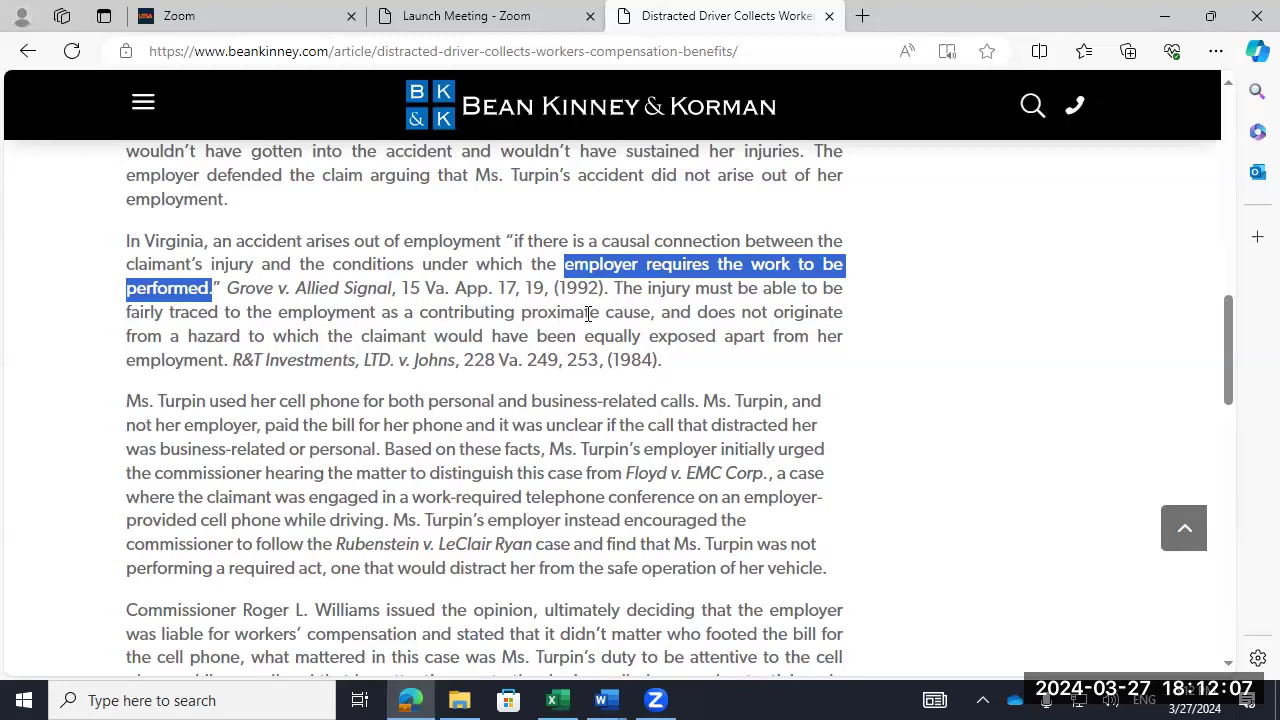 Zoom
Launch Meeting - Zoom
Distracted Driver Collects Worke
https://www.beankinney.com/article/distracted-driver-collects-workers-compensation-benefits/
B K & K BEAN KINNEY & KORMAN
wouldn't have gotten into the accident and wouldn't have sustained her injuries. The
employer defended the claim arguing that Ms. Turpin's accident did not arise out of her
employment.
In Virginia, an accident arises out of employment “if there is a causal connection between the
claimant's injury and the conditions under which the employer requires the work to be
performed.” Grove v. Allied Signal, 15 Va. App. 17, 19, (1992). The injury must be able to be
fairly traced to the employment as a contributing proximate cause, and does not originate
from a hazard to which the claimant would have been equally exposed apart from her
employment. R&T Investments, LTD. v. Johns, 228 Va. 249, 253, (1984).
Ms. Turpin used her cell phone for both personal and business-related calls. Ms. Turpin, and
not her employer, paid the bill for her phone and it was unclear if the call that distracted her
was business-related or personal. Based on these facts, Ms. Turpin's employer initially urged
the commissioner hearing the matter to distinguish this case from Floyd v. EMC Corp., a case
where the claimant was engaged in a work-required telephone conference on an employer-
provided cell phone while driving. Ms. Turpin's employer instead encouraged the
commissioner to follow the Rubenstein v. LeClair Ryan case and find that Ms. Turpin was not
performing a required act, one that would distract her from the safe operation of her vehicle.
Commissioner Roger L. Williams issued the opinion, ultimately deciding that the employer
was liable for workers' compensation and stated that it didn't matter who footed the bill for
the cell phone, what mattered in this case was Ms. Turpin's duty to be attentive to the cell
Type here to search
ENG
2024-03-27 18:12:07
3/27/2024